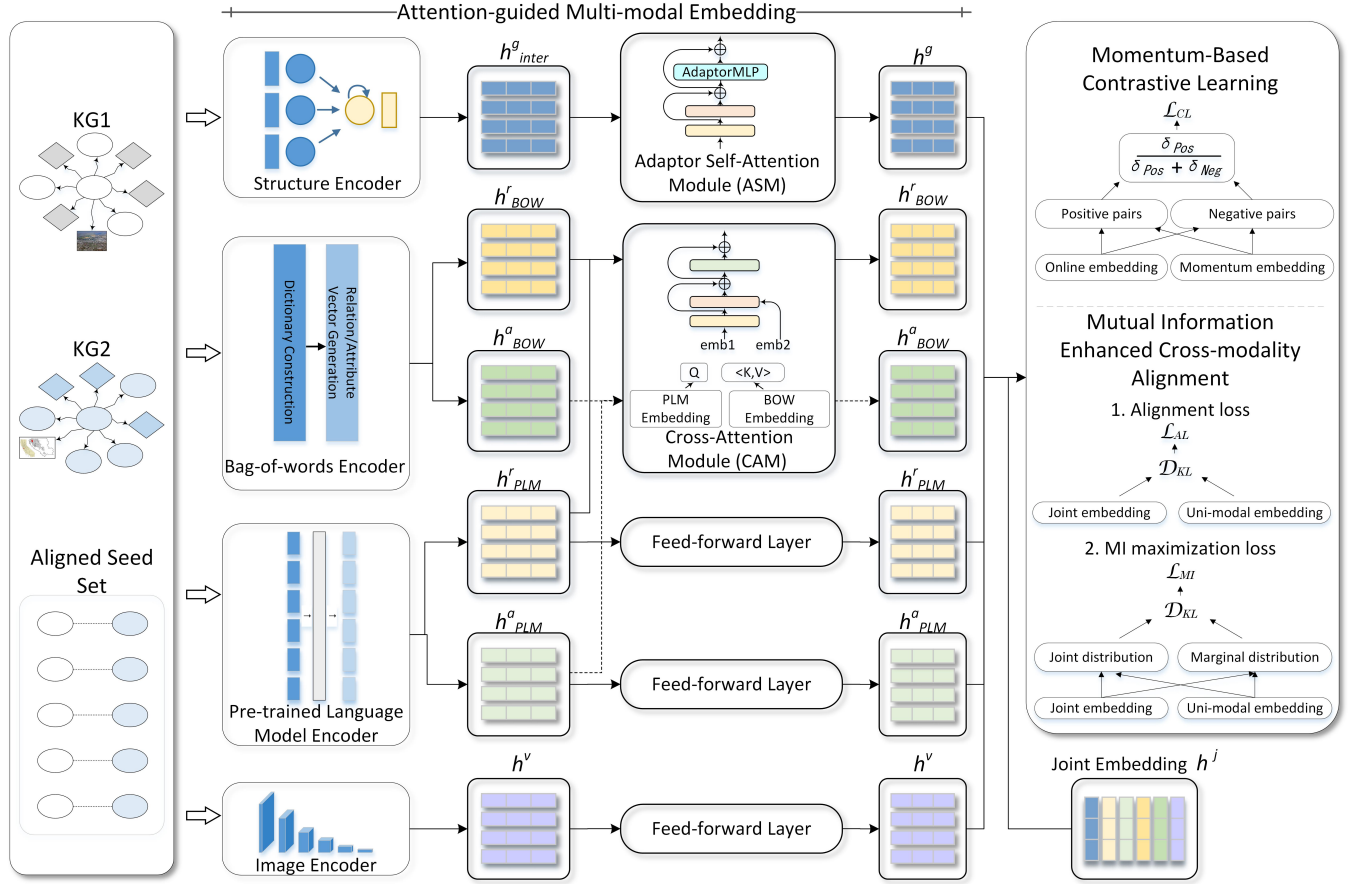 Attention-guided Multi-modal Embedding
KG1
KG2
Aligned Seed
Set
Structure Encoder
Dictionary Construction
Relation/Attribute
Vector Generation
Bag-of-words Encoder
Pre-trained Language
Model Encoder
Image Encoder
h^g_inter
h^r_BOW
h^a_BOW
h^r_PLM
h^a_PLM
h^v
AdaptorMLP
Adaptor Self-Attention
Module (ASM)
emb1
emb2
Q
<K,V>
PLM
Embedding
BOW
Embedding
Cross-Attention
Module (CAM)
Feed-forward Layer
Feed-forward Layer
Feed-forward Layer
h^g
h^r_BOW
h^a_BOW
h^r_PLM
h^a_PLM
h^v
Momentum-Based
Contrastive Learning
ℒ_CL
δ_Pos
δ_Pos + δ_Neg
Positive pairs
Negative pairs
Online embedding
Momentum embedding
Mutual Information
Enhanced Cross-modality
Alignment
1. Alignment loss
ℒ_AL
𝒟_KL
Joint embedding
Uni-modal embedding
2. MI maximization loss
ℒ_MI
𝒟_KL
Joint distribution
Marginal distribution
Joint embedding
Uni-modal embedding
Joint Embedding h^j